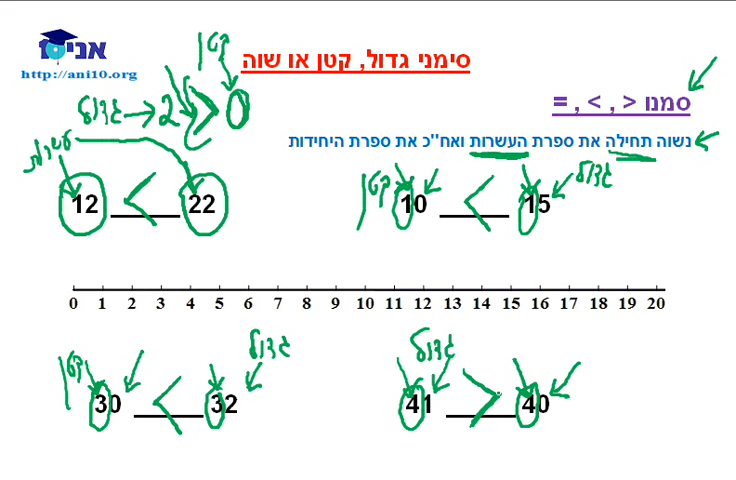 אני10
http://ani10.org
סימני גדול, קטן או שווה
קטן
גדול → 2 > 0
סמנו < , > , =
נשווה תחילה את ספרת העשרות ואח"כ את ספרת היחידות
עשרות
12 < 22
קטן 10 < 15 גדול
0 1 2 3 4 5 6 7 8 9 10 11 12 13 14 15 16 17 18 19 20
קטן גדול
30 < 32
גדול
41 > 40